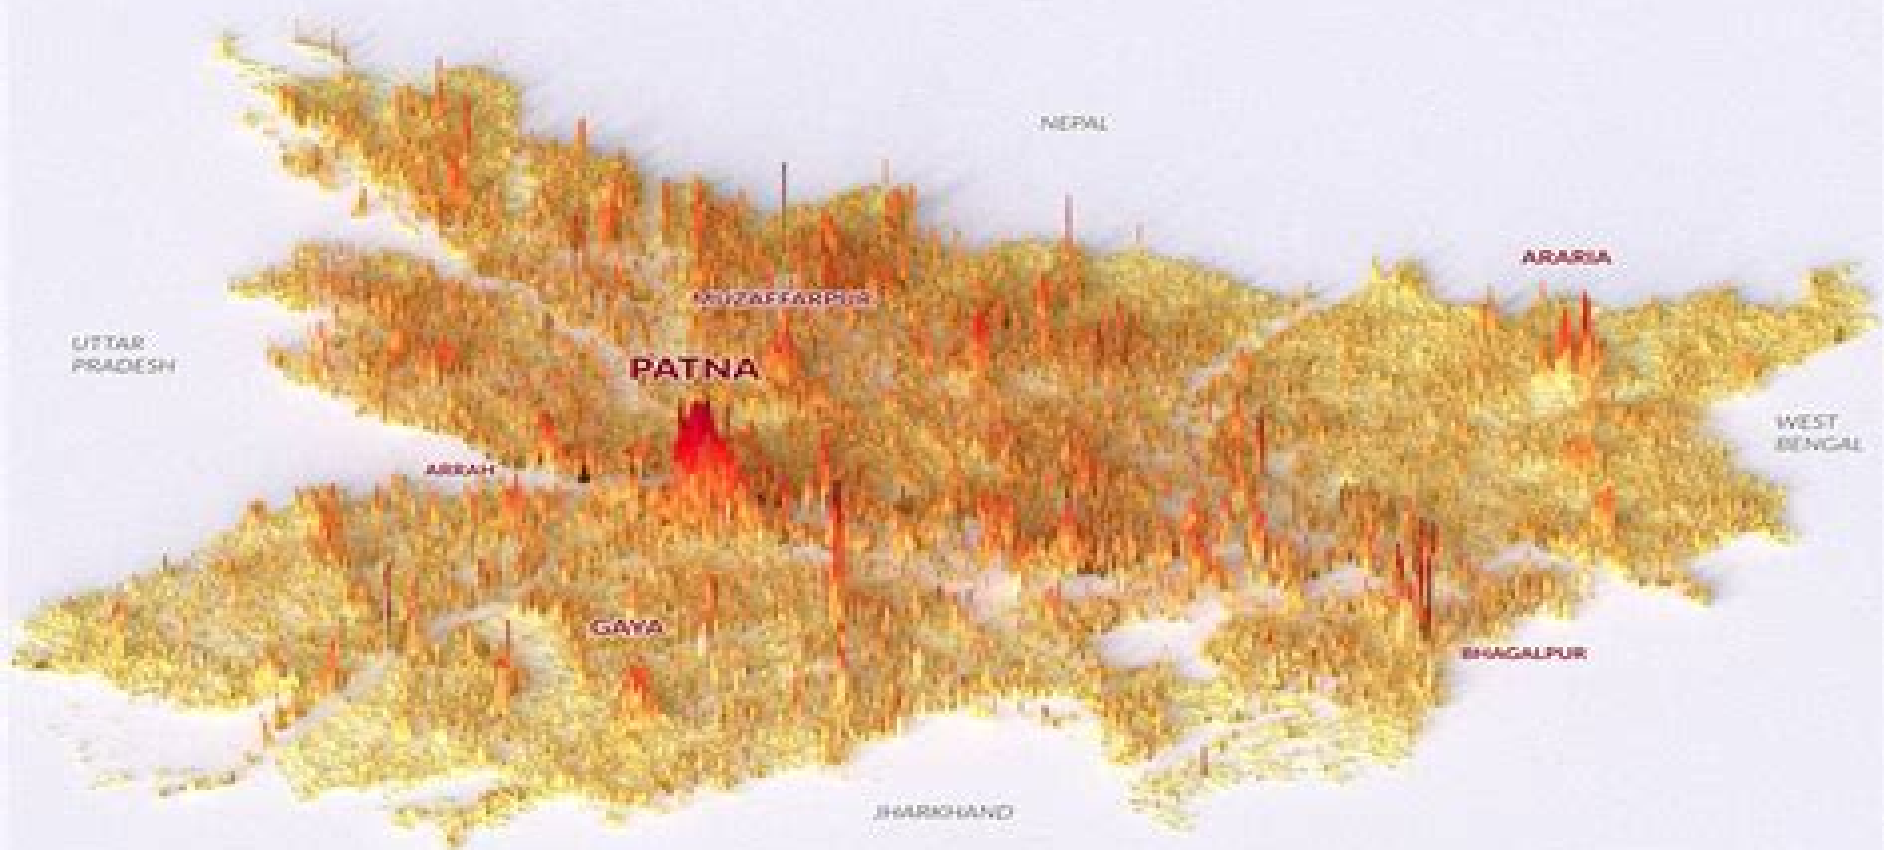 NEPAL
ARARIA
MUZAFFARPUR
UTTAR
PRADESH
PATNA
WEST
BENGAL
ARRAH
GAYA
BHAGALPUR
JHARKHAND